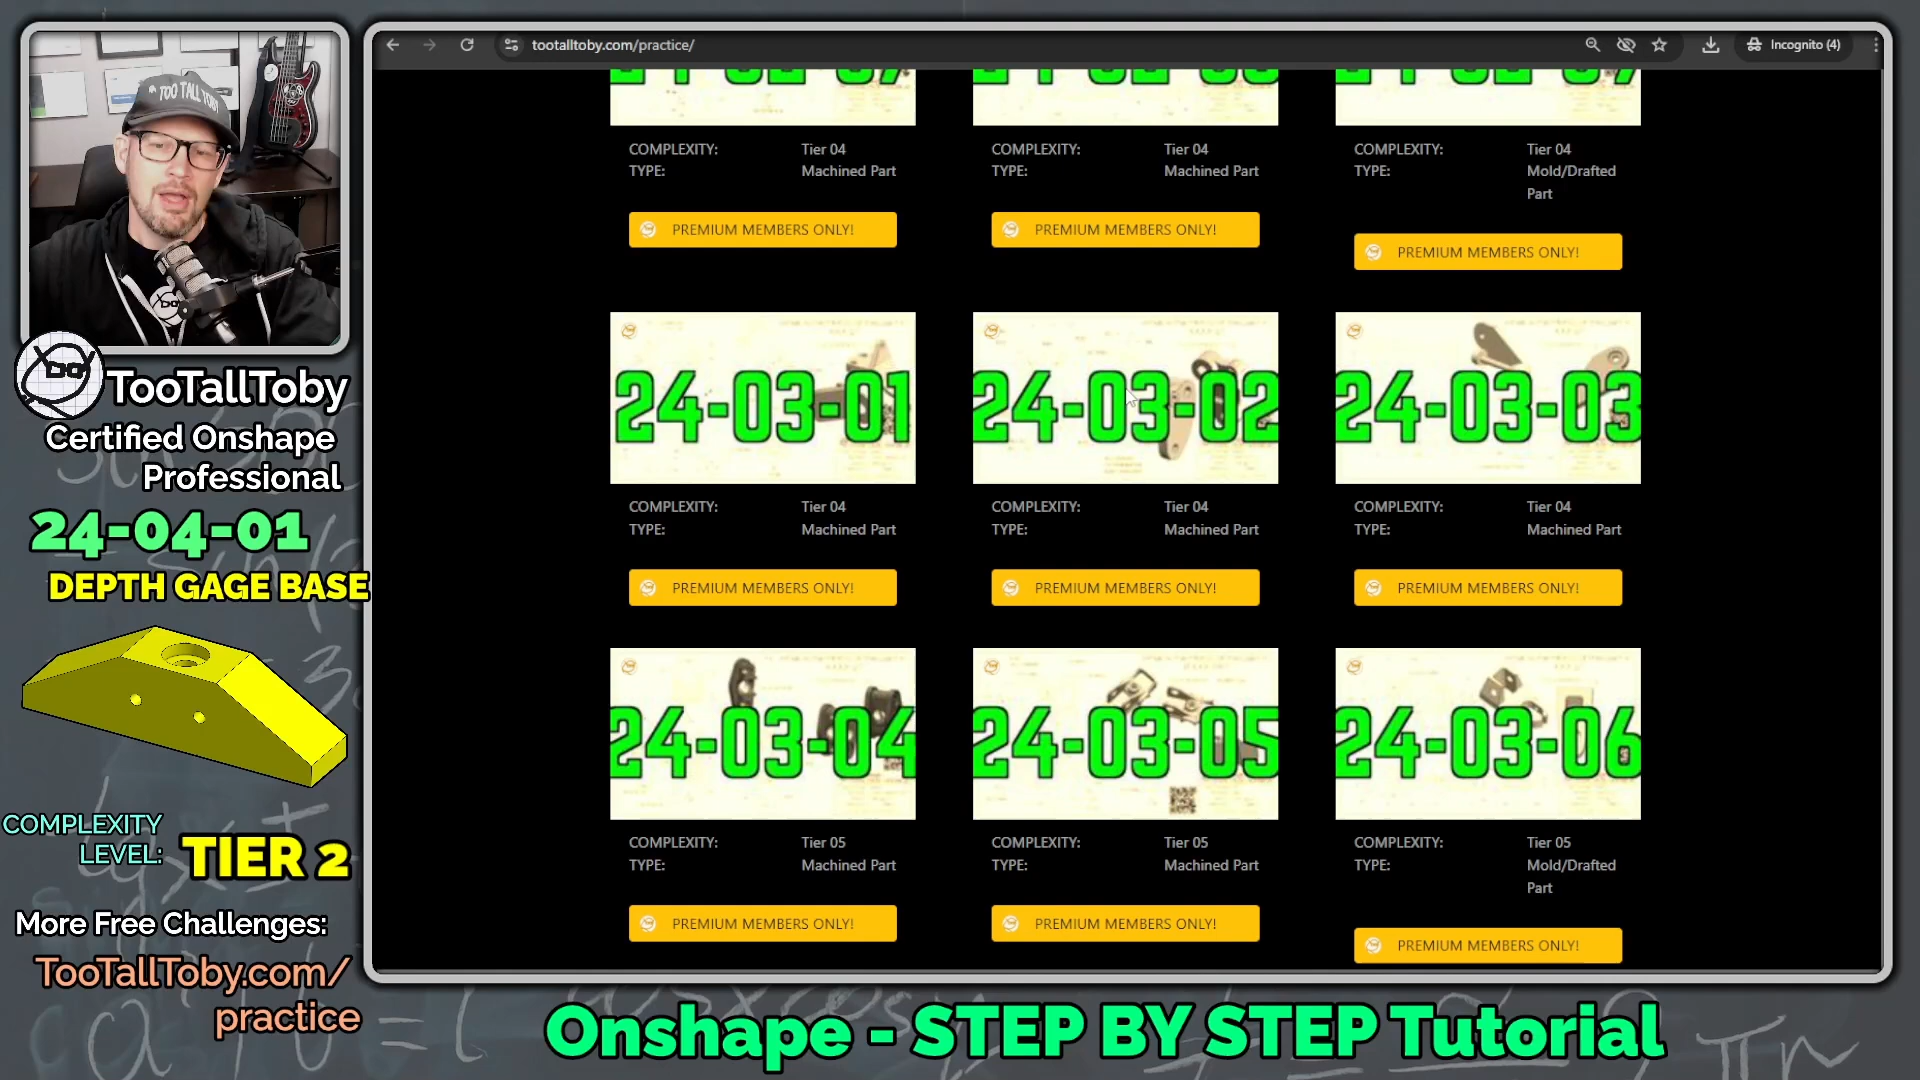 TOO TALL TOBY
TooTallToby
Certified Onshape
Professional
24-04-01
DEPTH GAGE BASE
COMPLEXITY
LEVEL:
TIER 2
More Free Challenges:
TooTallToby.com/
practice
tootalltoby.com/practice/
Incognito (4)
COMPLEXITY: Tier 04
TYPE: Machined Part
PREMIUM MEMBERS ONLY!
COMPLEXITY: Tier 04
TYPE: Machined Part
PREMIUM MEMBERS ONLY!
COMPLEXITY: Tier 04
TYPE: Mold/Drafted
Part
PREMIUM MEMBERS ONLY!
24-03-01
COMPLEXITY: Tier 04
TYPE: Machined Part
PREMIUM MEMBERS ONLY!
24-03-02
COMPLEXITY: Tier 04
TYPE: Machined Part
PREMIUM MEMBERS ONLY!
24-03-03
COMPLEXITY: Tier 04
TYPE: Machined Part
PREMIUM MEMBERS ONLY!
24-03-04
COMPLEXITY: Tier 05
TYPE: Machined Part
PREMIUM MEMBERS ONLY!
24-03-05
COMPLEXITY: Tier 05
TYPE: Machined Part
PREMIUM MEMBERS ONLY!
24-03-06
COMPLEXITY: Tier 05
TYPE: Mold/Drafted
Part
PREMIUM MEMBERS ONLY!
Onshape - STEP BY STEP Tutorial